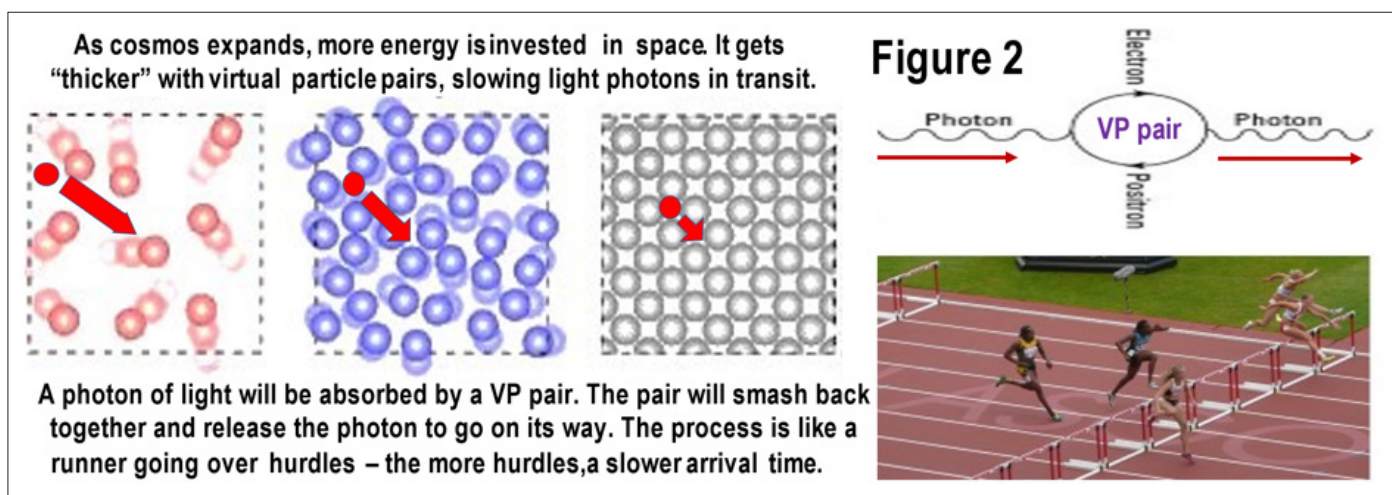 As cosmos expands, more energy is invested in space. It gets
"thicker" with virtual particle pairs, slowing light photons in transit.
A photon of light will be absorbed by a VP pair. The pair will smash back
together and release the photon to go on its way. The process is like a
runner going over hurdles – the more hurdles, a slower arrival time.
Figure 2
Electron
Photon
VP pair
Photon
Positron